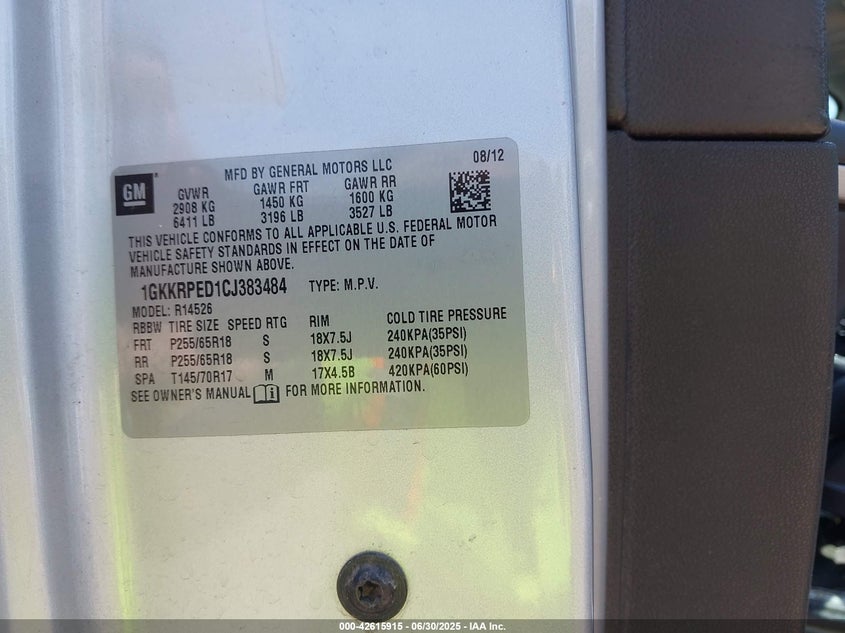 MFD BY GENERAL MOTORS LLC 08/12
GM
GVWR GAWR FRT GAWR RR
2908 KG 1450 KG 1600 KG
6411 LB 3196 LB 3527 LB
THIS VEHICLE CONFORMS TO ALL APPLICABLE U.S. FEDERAL MOTOR
VEHICLE SAFETY STANDARDS IN EFFECT ON THE DATE OF
MANUFACTURE SHOWN ABOVE.
1GKKRPED1CJ383484 TYPE: M.P.V.
MODEL: R14526
RBBW TIRE SIZE SPEED RTG RIM COLD TIRE PRESSURE
FRT P255/65R18 S 18X7.5J 240KPA(35PSI)
RR P255/65R18 S 18X7.5J 240KPA(35PSI)
SPA T145/70R17 M 17X4.5B 420KPA(60PSI)
SEE OWNER'S MANUAL FOR MORE INFORMATION.
000-42615915 - 06/30/2025 - IAA Inc.